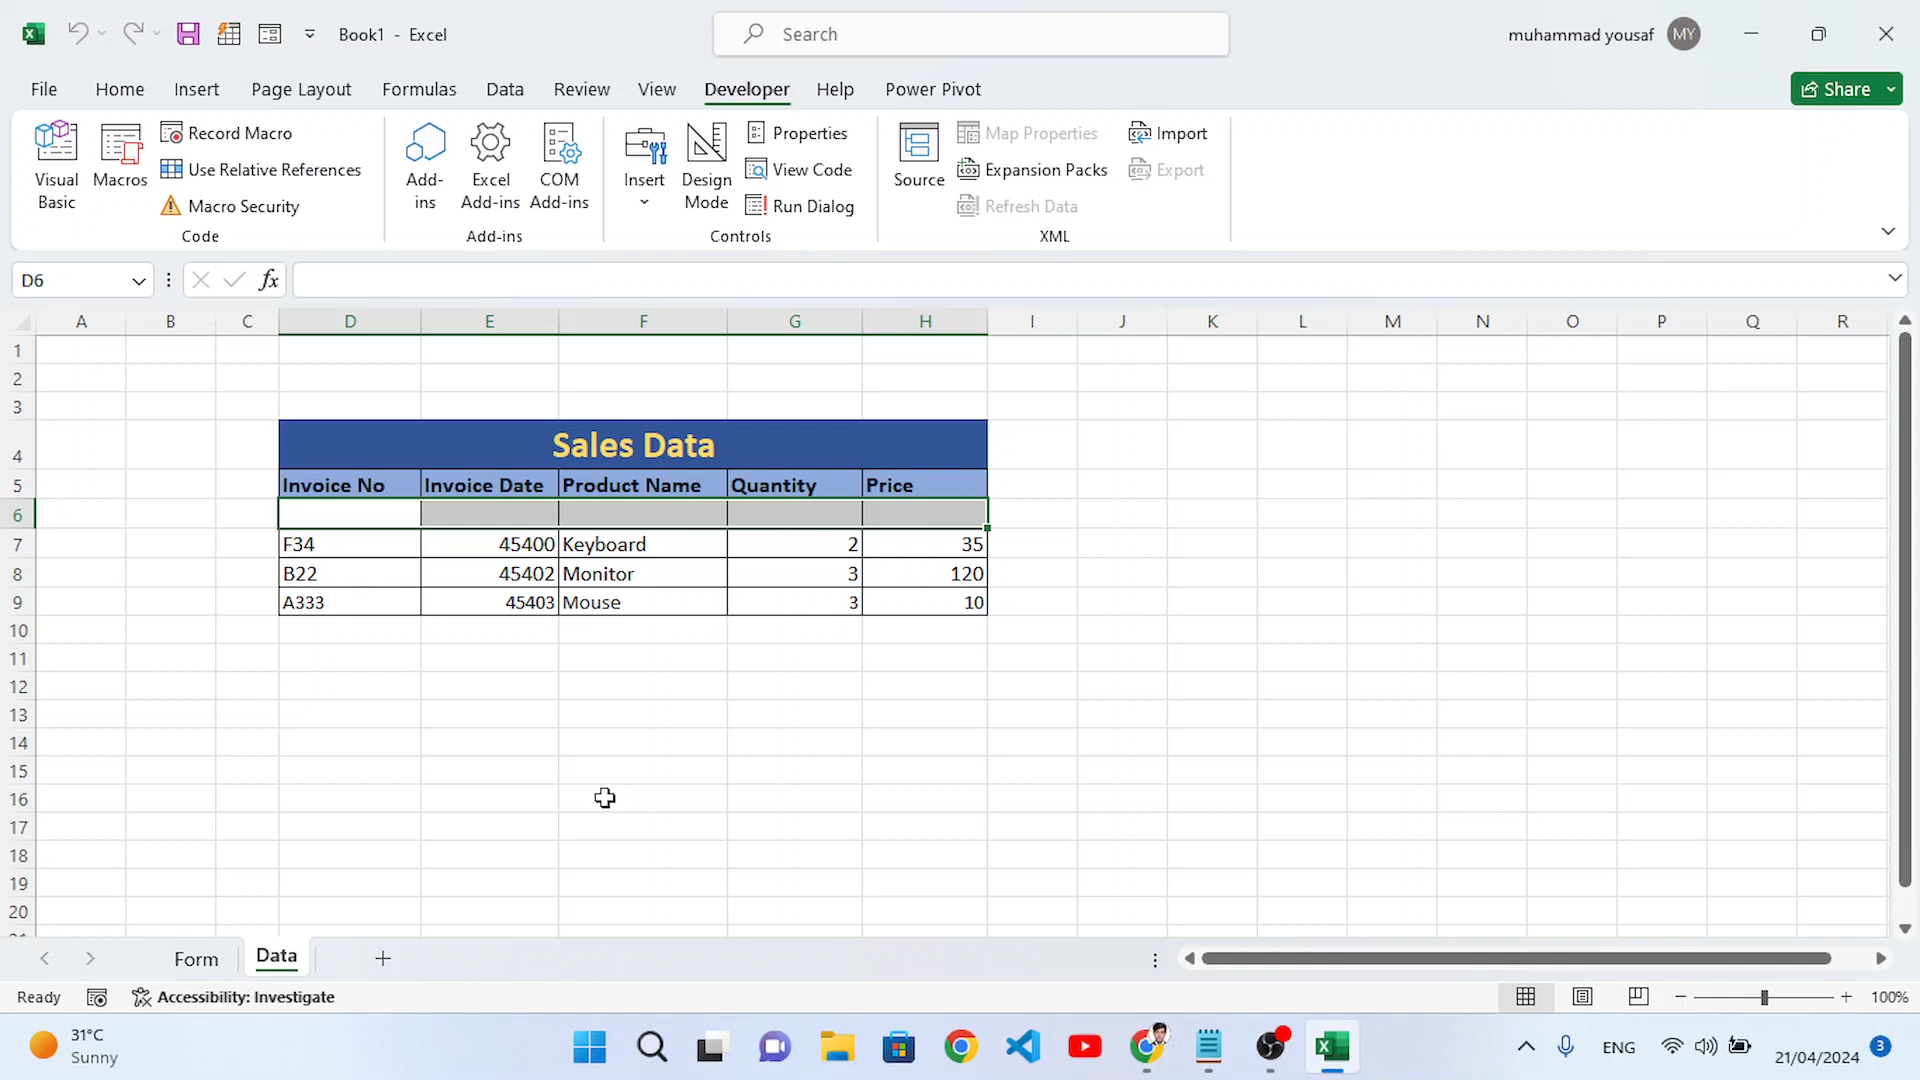 Book1 - Excel
Search
muhammad yousaf MY
File Home Insert Page Layout Formulas Data Review View Developer Help Power Pivot
Share
Visual Basic
Macros
Record Macro
Use Relative References
Macro Security
Code
Add-ins
Excel Add-ins
COM Add-ins
Add-ins
Insert
Design Mode
Properties
View Code
Run Dialog
Controls
Source
Map Properties
Expansion Packs
Refresh Data
Import
Export
XML
D6
fx
A B C D E F G H I J K L M N O P Q R
1
2
3
4 Sales Data
5 Invoice No Invoice Date Product Name Quantity Price
6
7 F34 45400 Keyboard 2 35
8 B22 45402 Monitor 3 120
9 A333 45403 Mouse 3 10
10
11
12
13
14
15
16
17
18
19
20
Form Data
Ready
Accessibility: Investigate
100%
31°C
Sunny
ENG
21/04/2024
3